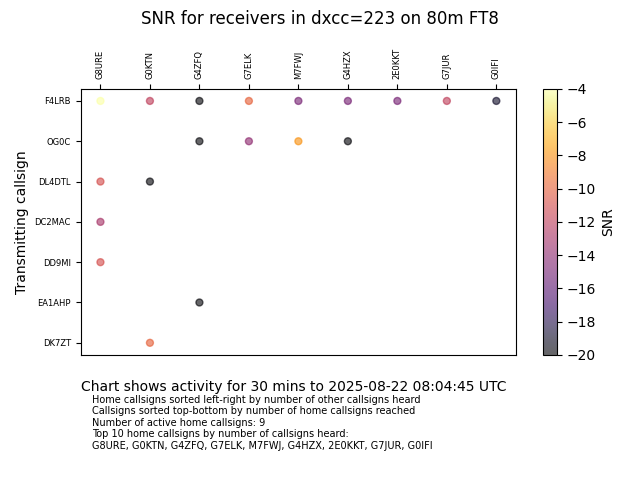 SNR for receivers in dxcc=223 on 80m FT8
G8URE G0KTN G4ZFQ G7ELK M7FWJ G4HZX 2E0KKT G7JUR G0IFI
Transmitting callsign
F4LRB
OG0C
DL4DTL
DC2MAC
DD9MI
EA1AHP
DK7ZT
−4
−6
−8
−10
−12
−14
−16
−18
−20
SNR
Chart shows activity for 30 mins to 2025-08-22 08:04:45 UTC
Home callsigns sorted left-right by number of other callsigns heard
Callsigns sorted top-bottom by number of home callsigns reached
Number of active home callsigns: 9
Top 10 home callsigns by number of callsigns heard:
G8URE, G0KTN, G4ZFQ, G7ELK, M7FWJ, G4HZX, 2E0KKT, G7JUR, G0IFI